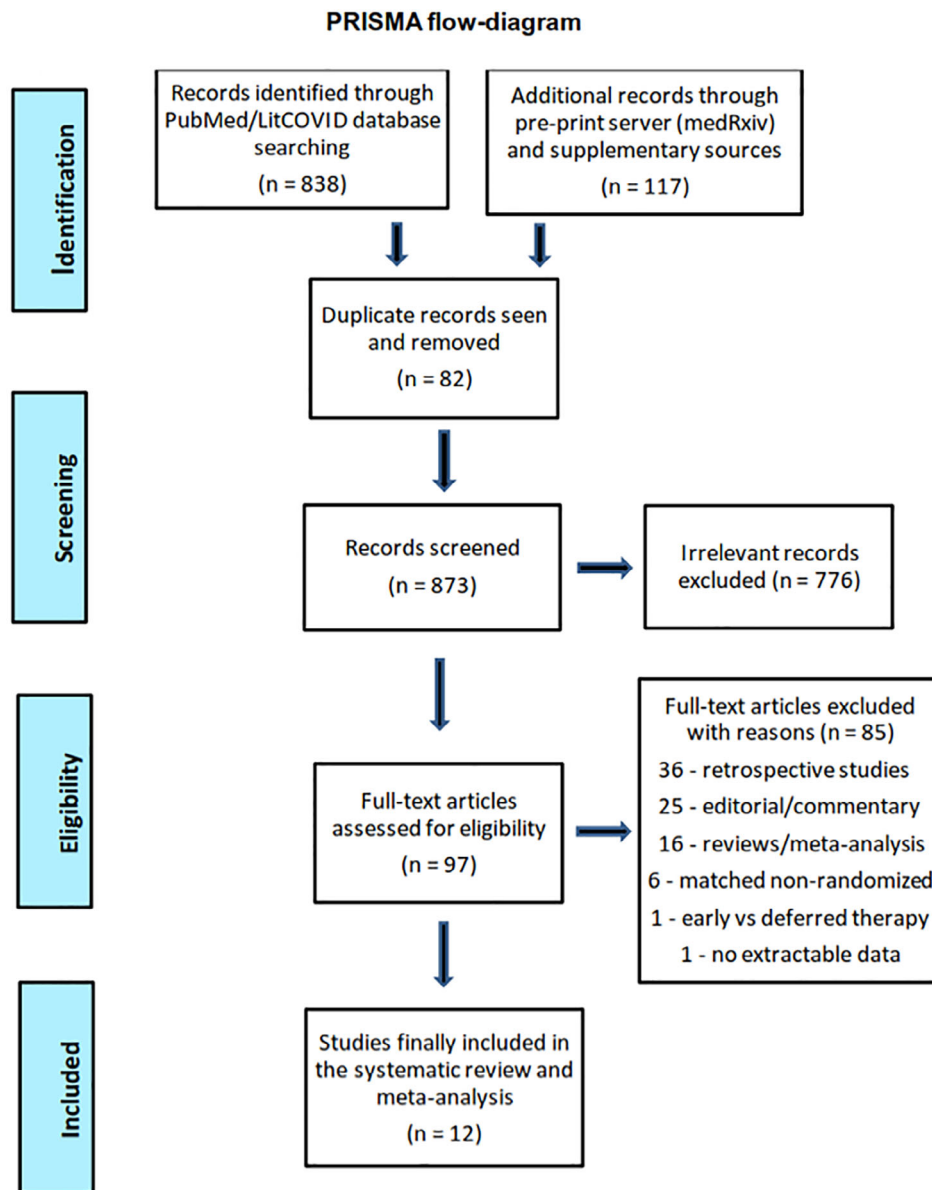 PRISMA flow-diagram
Identification
Records identified through
PubMed/LitCOVID database
searching
(n = 838)
Additional records through
pre-print server (medRxiv)
and supplementary sources
(n = 117)
Duplicate records seen
and removed
(n = 82)
Screening
Records screened
(n = 873)
Irrelevant records
excluded (n = 776)
Eligibility
Full-text articles
assessed for eligibility
(n = 97)
Full-text articles excluded
with reasons (n = 85)
36 - retrospective studies
25 - editorial/commentary
16 - reviews/meta-analysis
6 - matched non-randomized
1 - early vs deferred therapy
1 - no extractable data
Included
Studies finally included in
the systematic review and
meta-analysis
(n = 12)